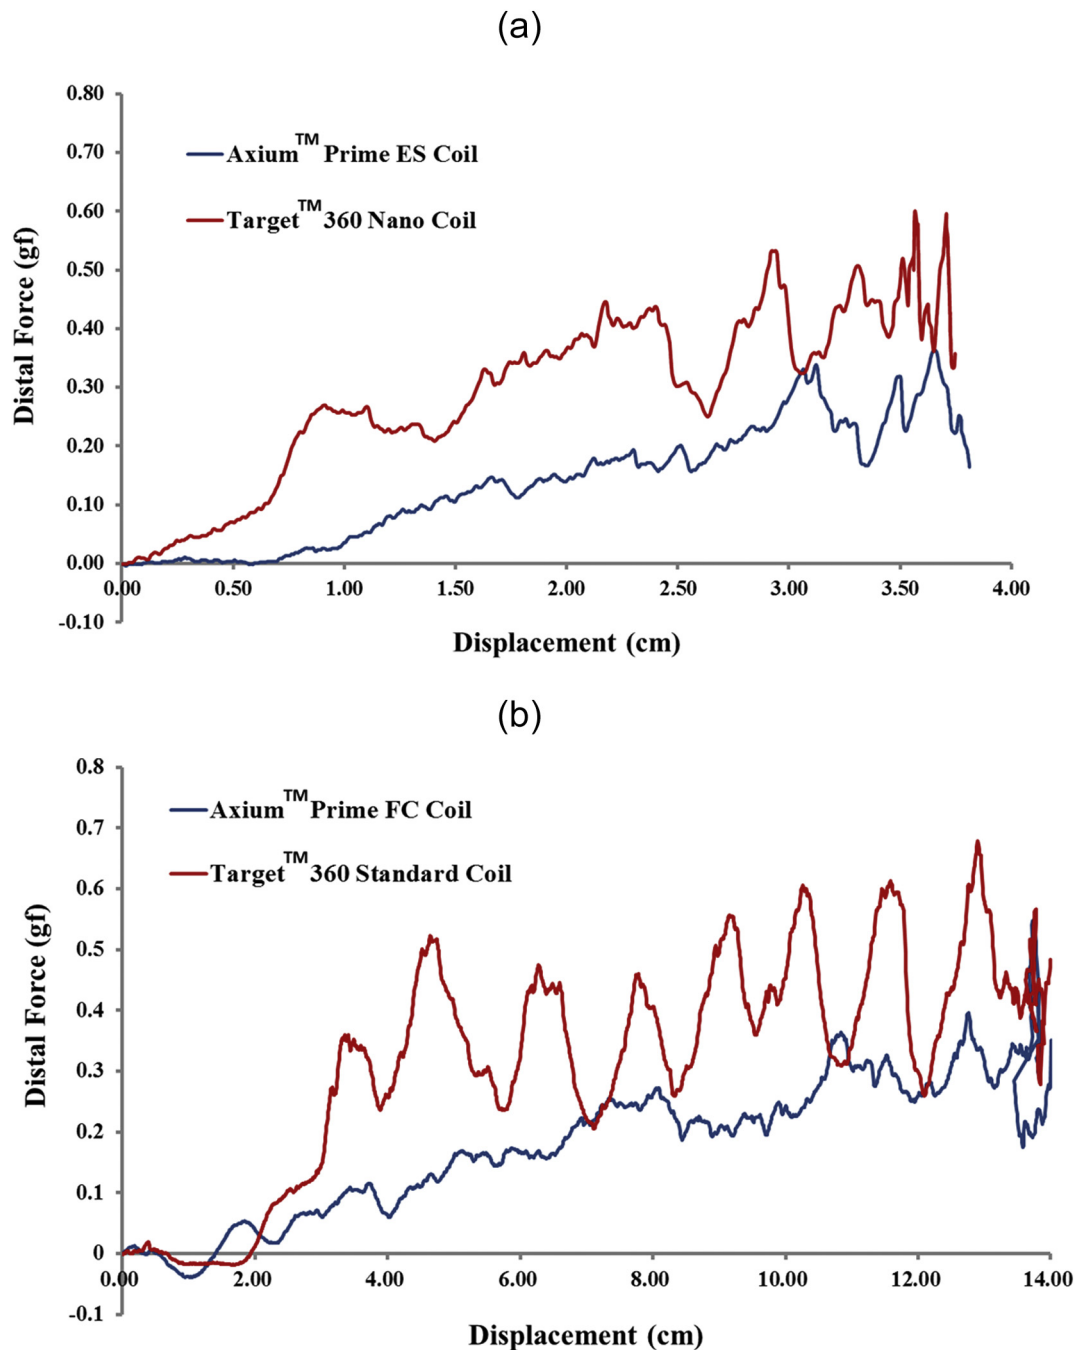 (a)
0.80
0.70
Axium™ Prime ES Coil
0.60
Target™ 360 Nano Coil
0.50
0.40
0.30
0.20
0.10
0.00
-0.10
Distal Force (gf)
0.00 0.50 1.00 1.50 2.00 2.50 3.00 3.50 4.00
Displacement (cm)
(b)
0.8
Axium™ Prime FC Coil
0.7
Target™ 360 Standard Coil
0.6
0.5
0.4
0.3
0.2
0.1
0
-0.1
Distal Force (gf)
0.00 2.00 4.00 6.00 8.00 10.00 12.00 14.00
Displacement (cm)